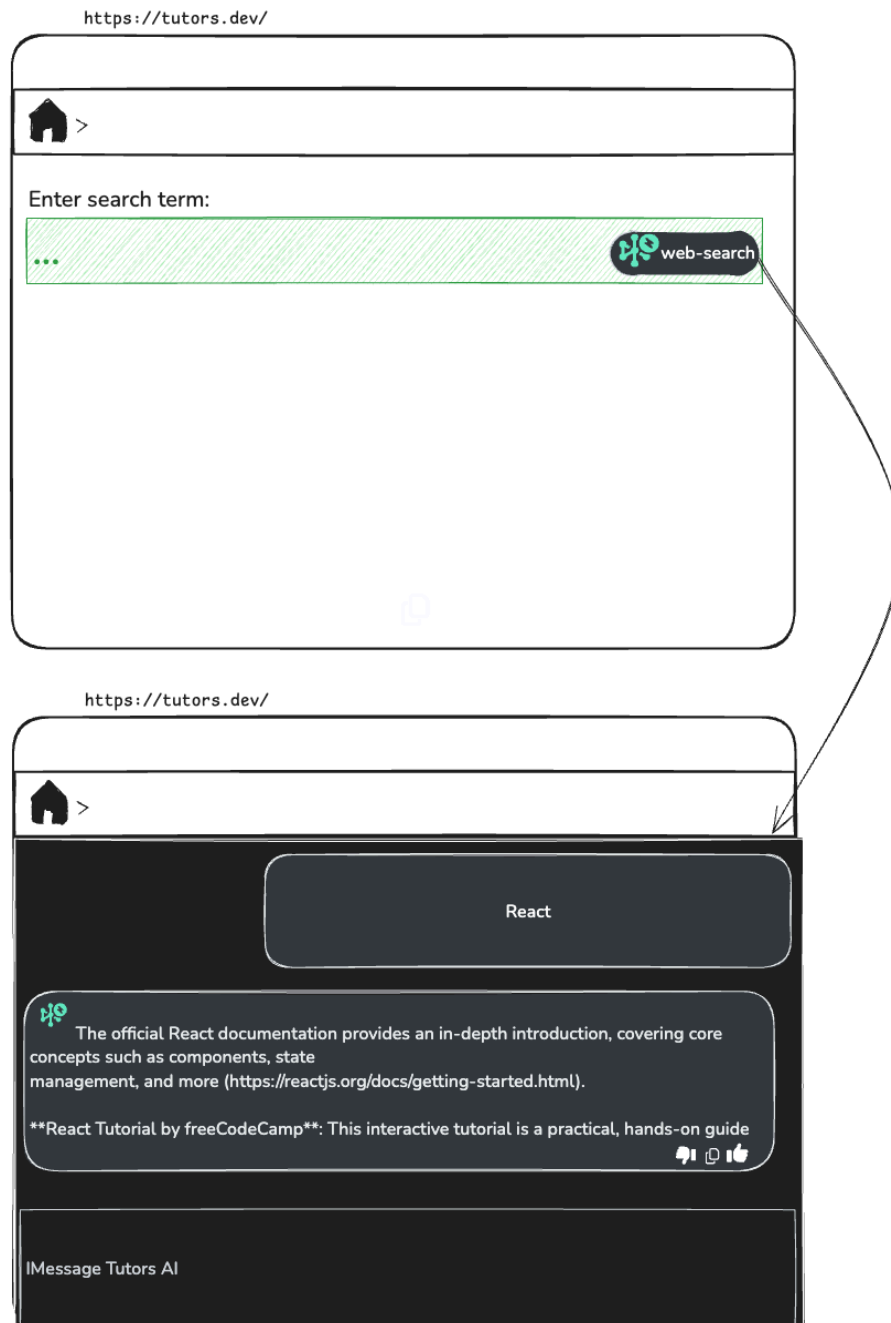 https://tutors.dev/
>
Enter search term:
...
web-search
https://tutors.dev/
>
React
The official React documentation provides an in-depth introduction, covering core
concepts such as components, state
management, and more (https://reactjs.org/docs/getting-started.html).
**React Tutorial by freeCodeCamp**: This interactive tutorial is a practical, hands-on guide
IMessage Tutors AI